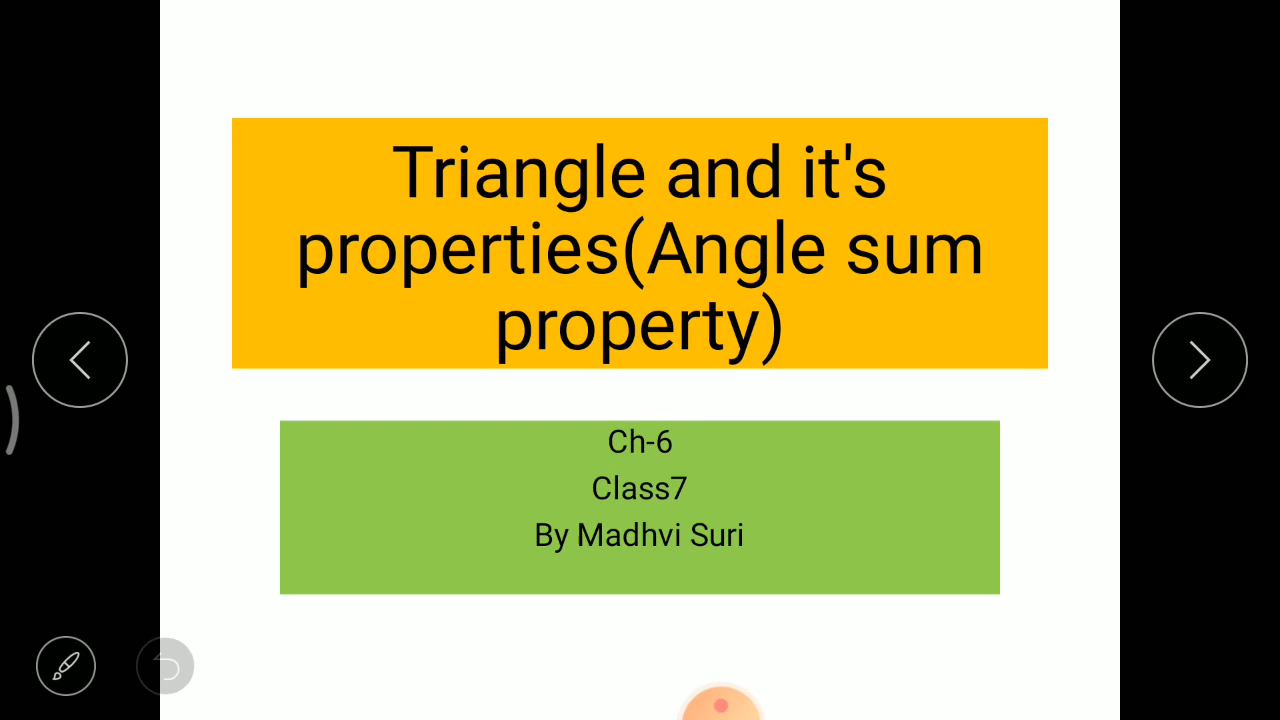 Triangle and it's
properties(Angle sum
property)
Ch-6
Class7
By Madhvi Suri